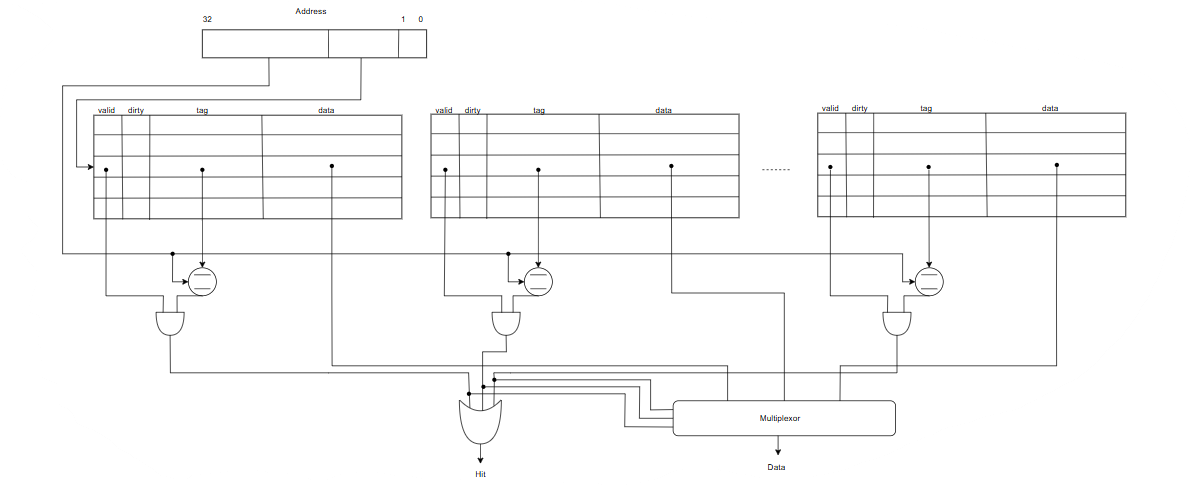 Address
32 1 0
valid dirty tag data
valid dirty tag data
valid dirty tag data
Multiplexor
Hit
Data